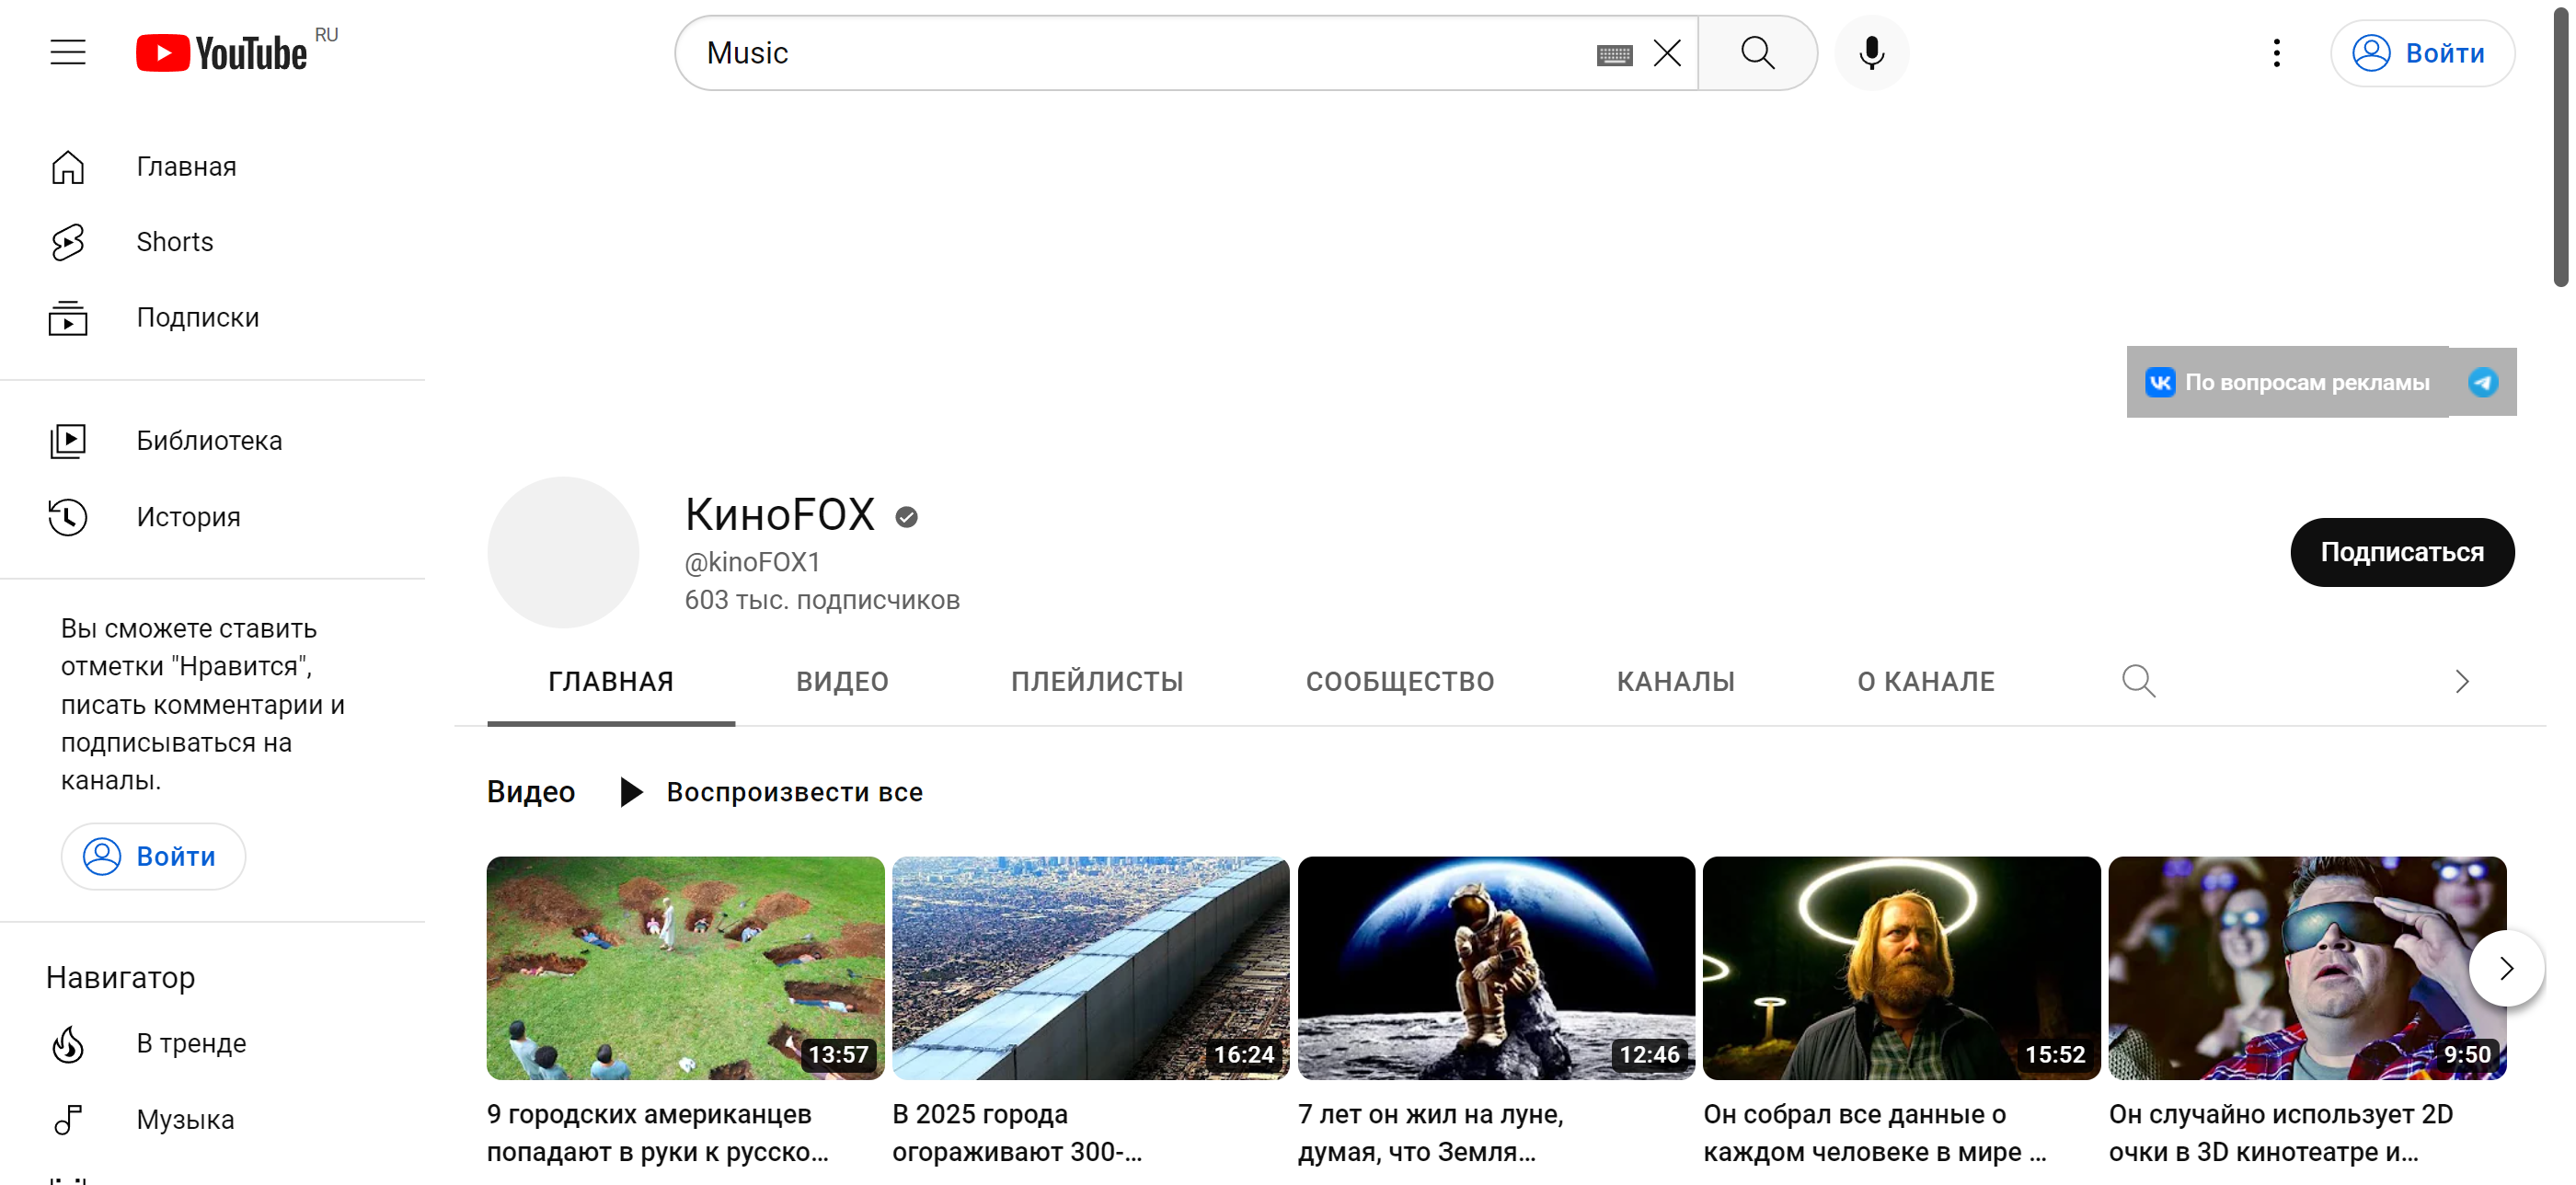 YouTube RU
Music
Войти
Главная
Shorts
Подписки
Библиотека
История
Вы сможете ставить
отметки "Нравится",
писать комментарии и
подписываться на
каналы.
Войти
Навигатор
В тренде
Музыка
По вопросам рекламы
КиноFOX
@kinoFOX1
603 тыс. подписчиков
Подписаться
ГЛАВНАЯ ВИДЕО ПЛЕЙЛИСТЫ СООБЩЕСТВО КАНАЛЫ О КАНАЛЕ
Видео Воспроизвести все
13:57
9 городских американцев
попадают в руки к русско...
16:24
В 2025 города
огораживают 300-...
12:46
7 лет он жил на луне,
думая, что Земля...
15:52
Он собрал все данные о
каждом человеке в мире ...
9:50
Он случайно использует 2D
очки в 3D кинотеатре и...